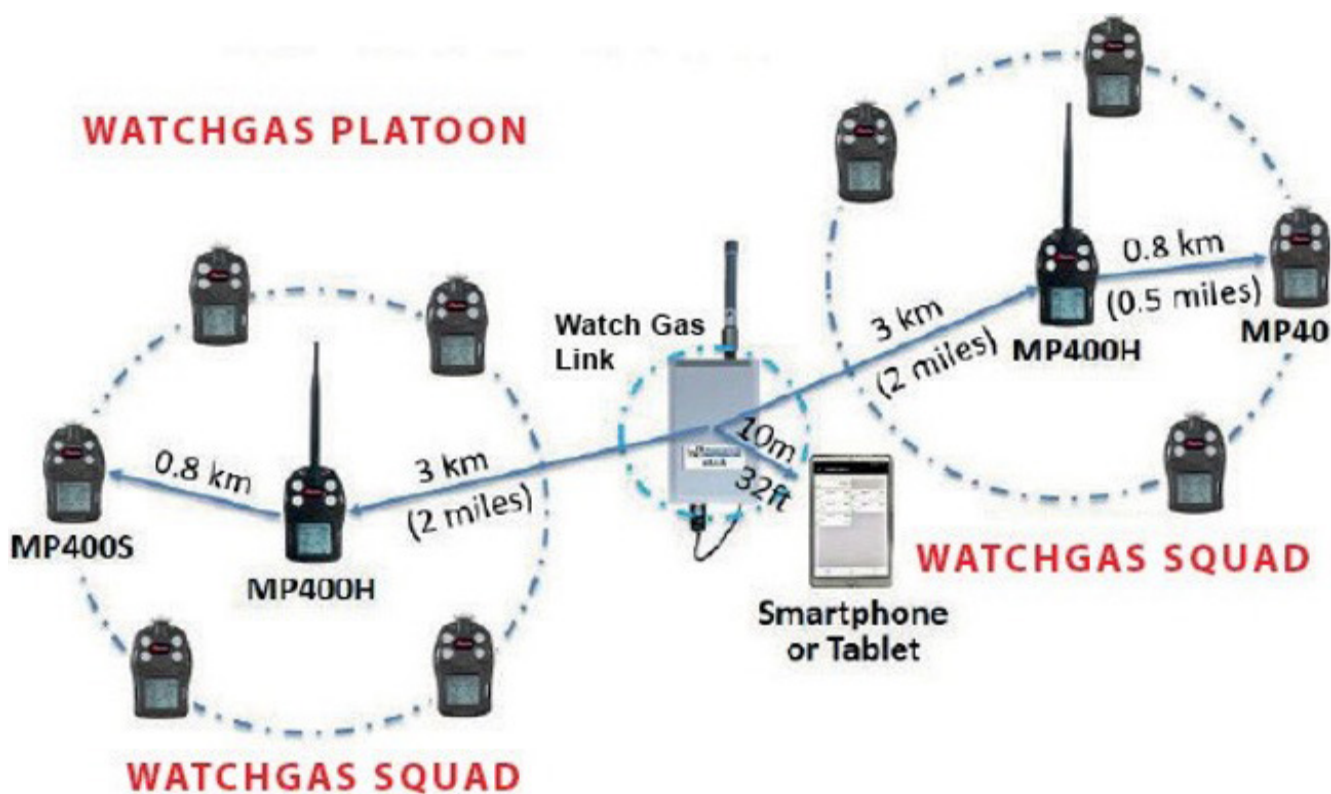 WATCHGAS PLATOON
Watch Gas
Link
0.8 km
(0.5 miles)
3 km
(2 miles)
MP400H
MP40
10m
32ft
0.8 km
3 km
(2 miles)
MP400S
MP400H
WATCHGAS SQUAD
Smartphone
or Tablet
WATCHGAS SQUAD